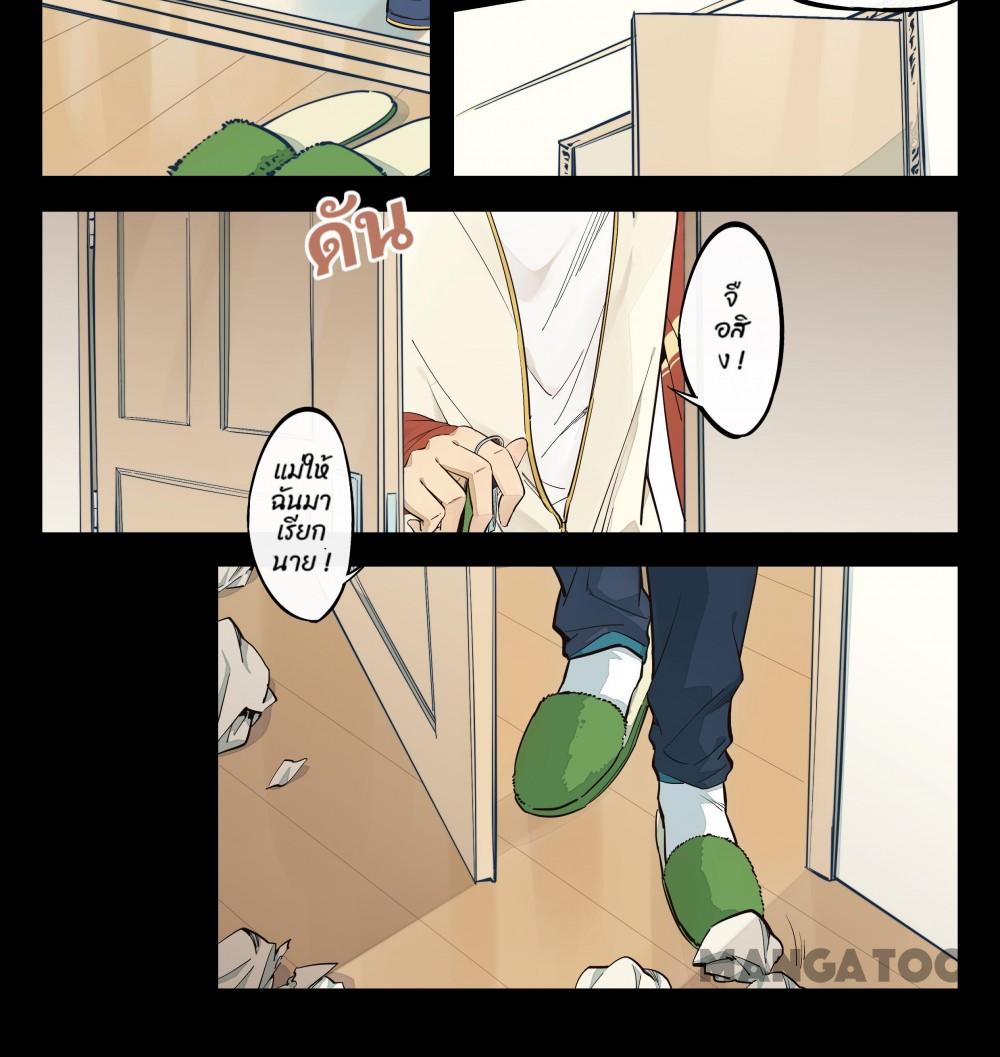 ดัน
จื
อสิ
ง !
แม่ให้
ฉันมา
เรียก
นาย !
MANGATOO